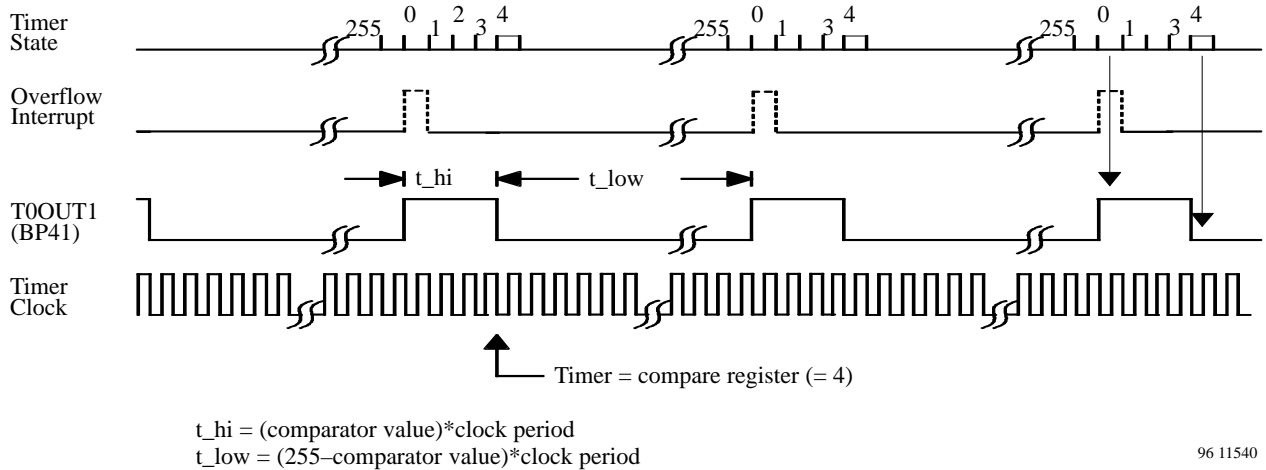 Timer State
255 0 1 2 3 4
255 0 1 3 4
255 0 1 3 4
Overflow Interrupt
t_hi
t_low
T0OUT1 (BP41)
Timer Clock
Timer = compare register (= 4)
t_hi = (comparator value)*clock period
t_low = (255–comparator value)*clock period
96 11540